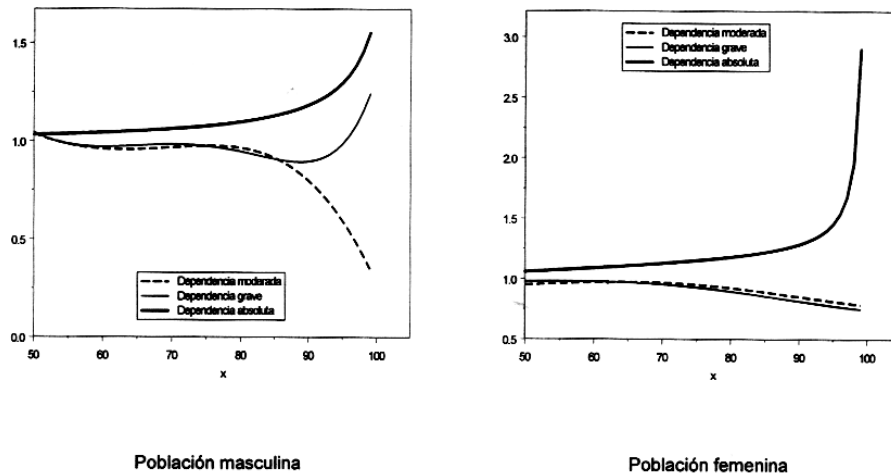 1.5
1.0
0.5
0.0
Dependencia moderada
Dependencia grave
Dependencia absoluta
50 60 70 80 90 100
x
Población masculina
3.0
2.5
2.0
1.5
1.0
0.5
Dependencia moderada
Dependencia grave
Dependencia absoluta
50 60 70 80 90 100
x
Población femenina